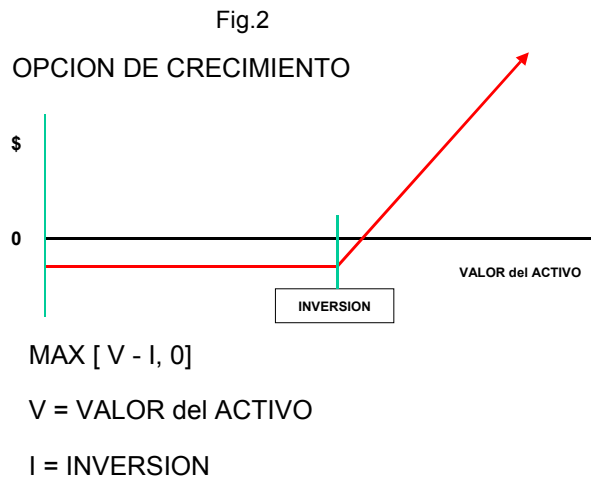 Fig.2
OPCION DE CRECIMIENTO
$
0
VALOR del ACTIVO
INVERSION
MAX [ V - I, 0]
V = VALOR del ACTIVO
I = INVERSION